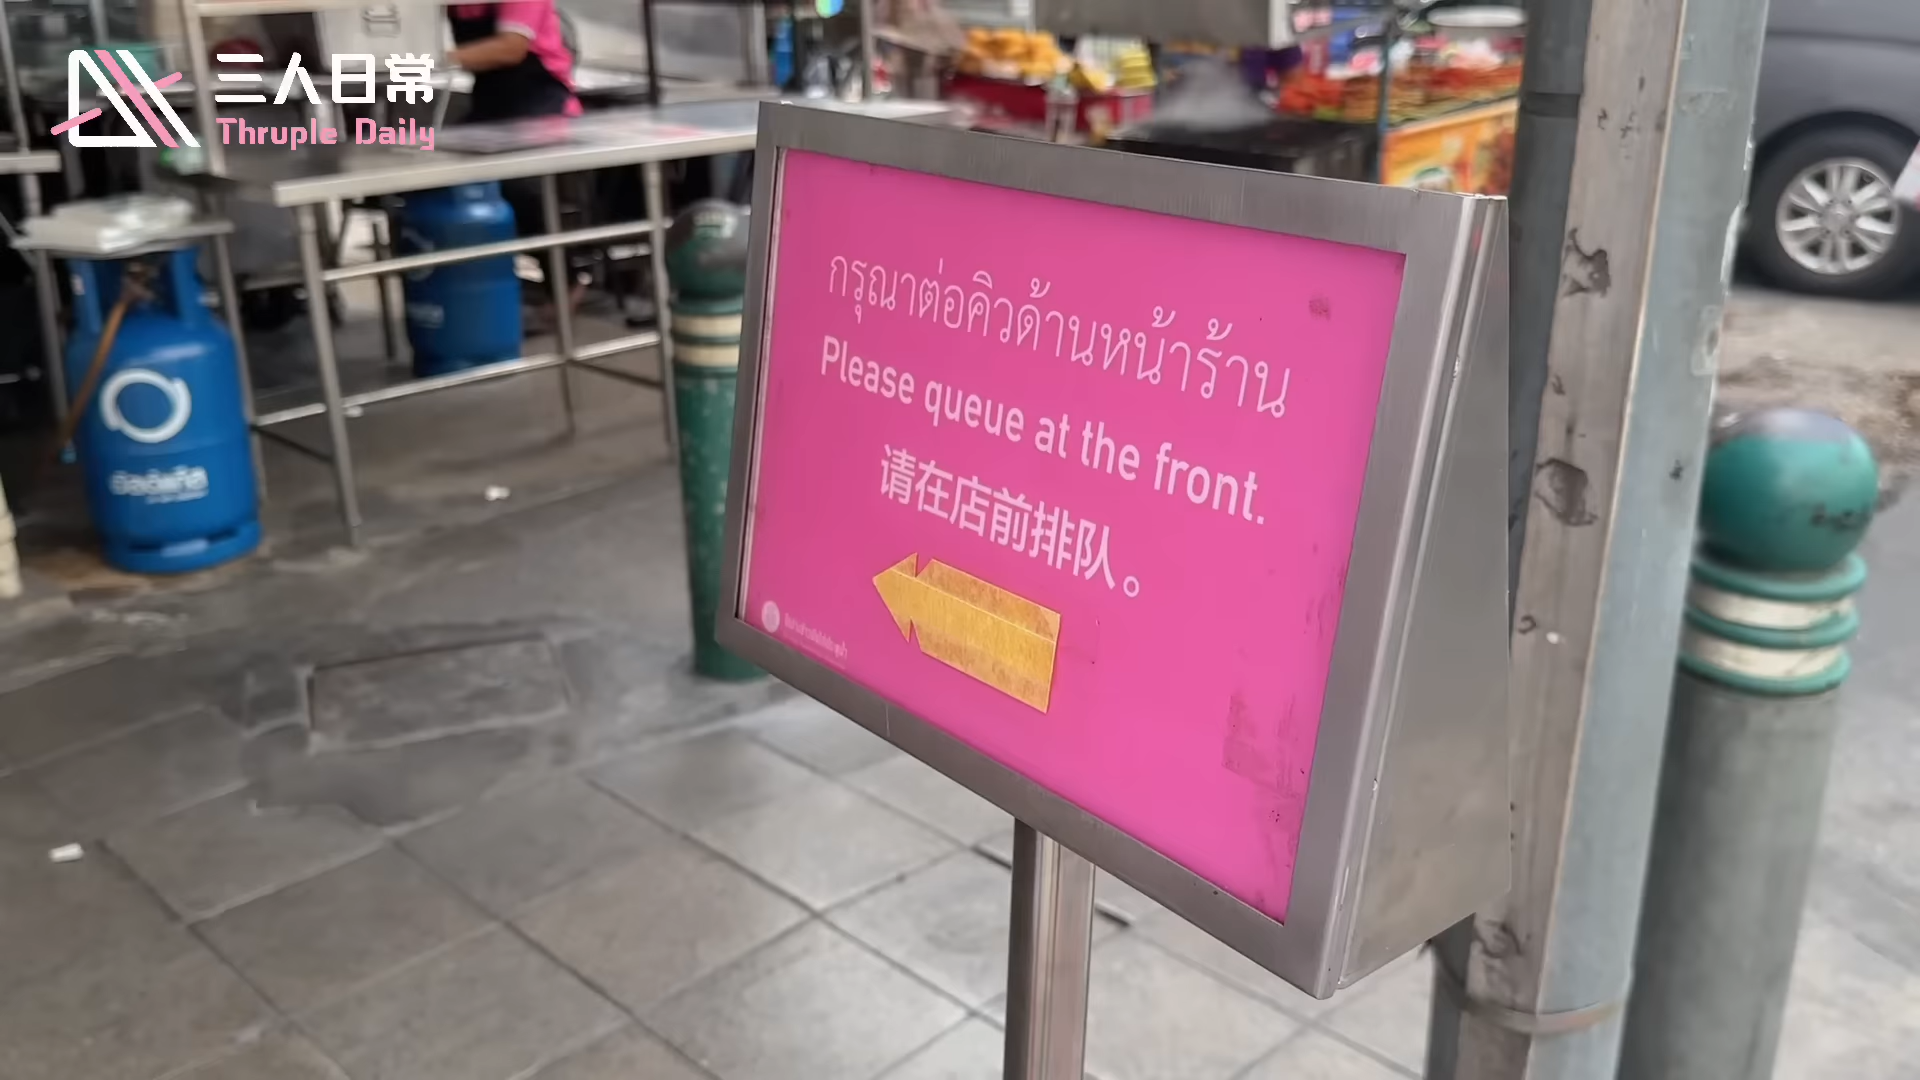 三人日常
Thruple Daily
กรุณาต่อคิวด้านหน้าร้าน
Please queue at the front.
请在店前排队。